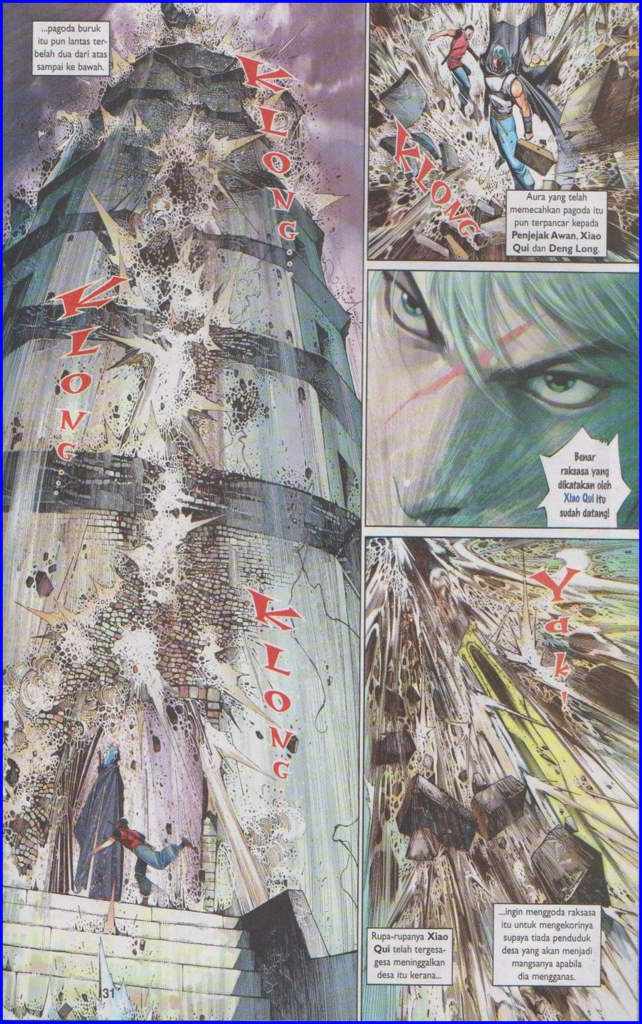 ...pagoda buruk
itu pun lantas ter-
belah dua dari atas
sampai ke bawah.
KLONG...
KLONG...
KLONG
31
KLONG
Aura yang telah
memecahkan pagoda itu
pun terpancar kepada
Penjejak Awan, Xiao
Qui dan Deng Long.
Benar
raksasa yang
dikatakan oleh
Xiao Qui itu
sudah datang!
Yak!
Rupa-rupanya Xiao
Qui telah tergesa-
gesa meninggalkan
desa itu kerana...
...ingin menggoda raksasa
itu untuk mengekorinya
supaya tiada penduduk
desa yang akan menjadi
mangsanya apabila
dia mengganas.